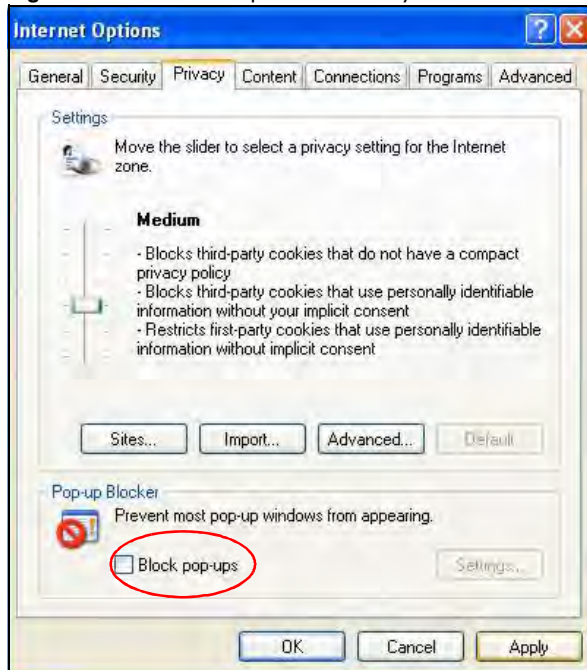 Internet Options
General Security Privacy Content Connections Programs Advanced
Settings
Move the slider to select a privacy setting for the Internet
zone.
Medium
- Blocks third-party cookies that do not have a compact
privacy policy
- Blocks third-party cookies that use personally identifiable
information without your implicit consent
- Restricts first-party cookies that use personally identifiable
information without implicit consent
Sites... Import... Advanced... Default
Pop-up Blocker
Prevent most pop-up windows from appearing.
Block pop-ups Settings...
OK Cancel Apply